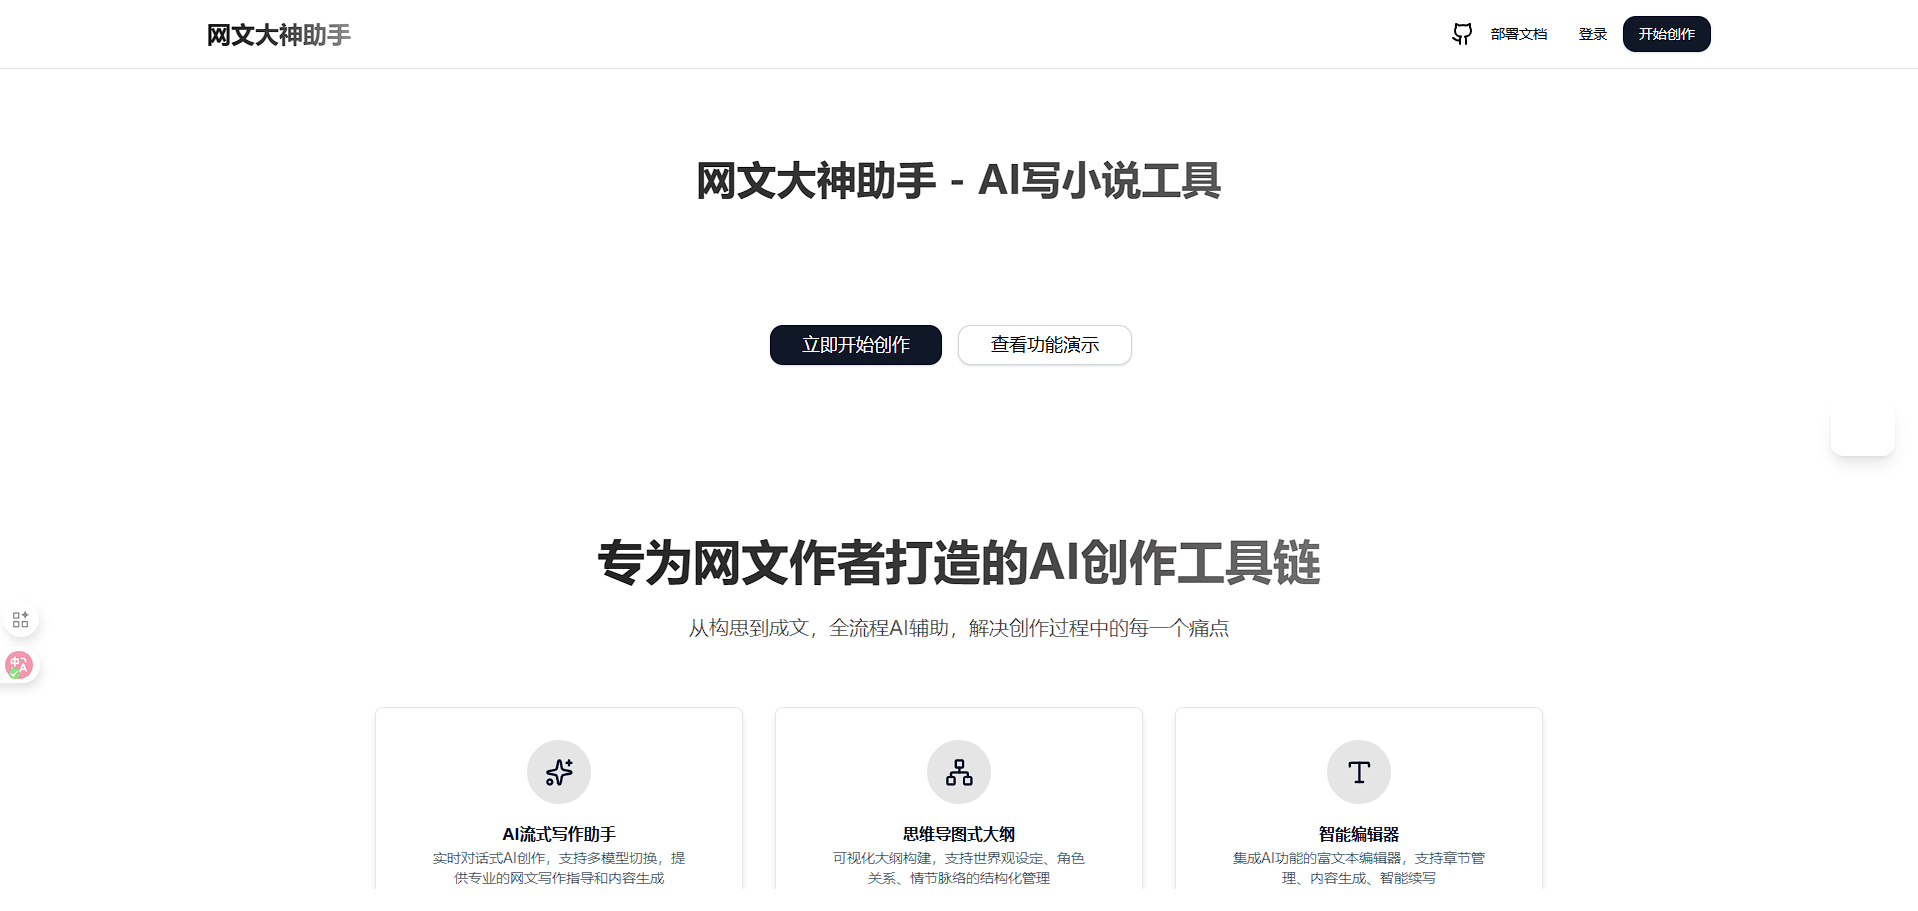 网文大神助手
部署文档
登录
开始创作
网文大神助手 - AI写小说工具
立即开始创作
查看功能演示
专为网文作者打造的AI创作工具链
从构思到成文，全流程AI辅助，解决创作过程中的每一个痛点
AI流式写作助手
实时对话式AI创作，支持多模型切换，提
供专业的网文写作指导和内容生成
思维导图式大纲
可视化大纲构建，支持世界观设定、角色
关系、情节脉络的结构化管理
智能编辑器
集成AI功能的富文本编辑器，支持章节管
理、内容生成、智能续写
中A